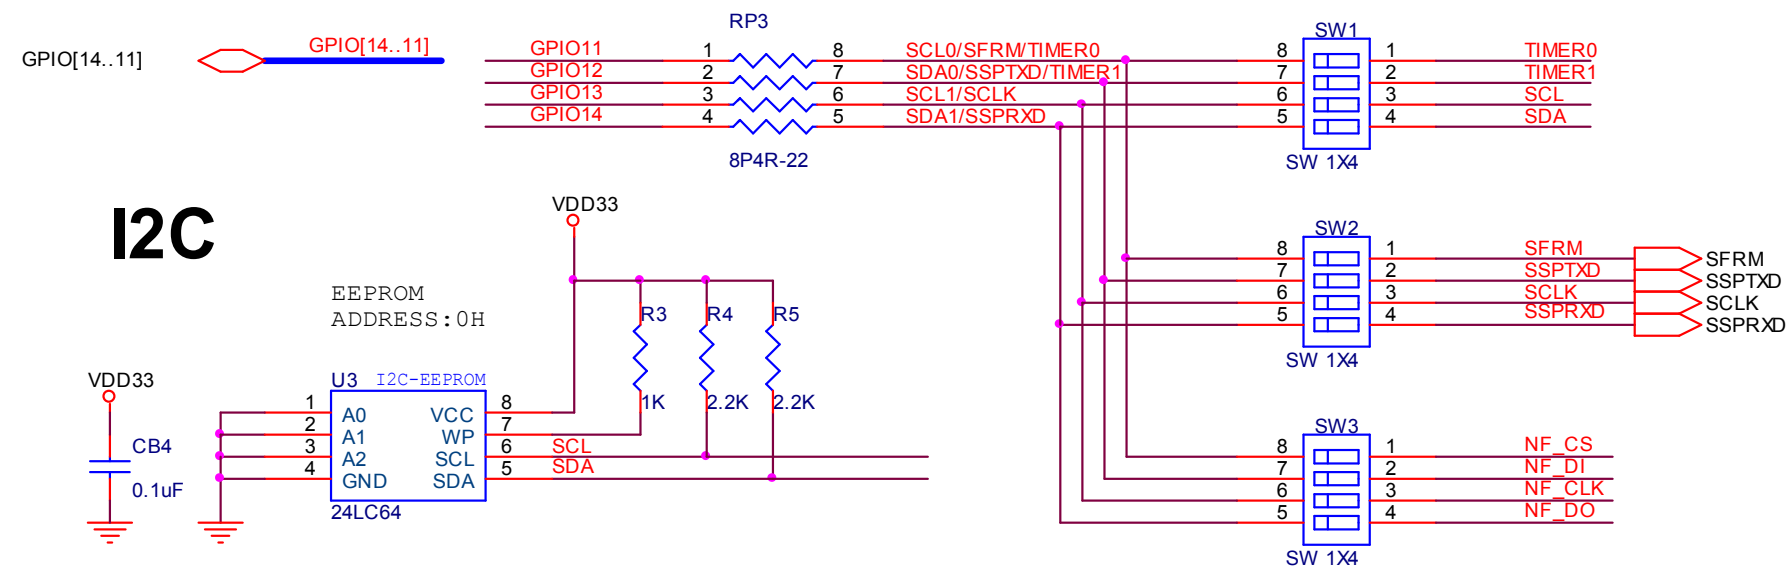 RP3
GPIO[14..11]
GPIO[14..11]
GPIO11 1 8 SCL0/SFRM/TIMER0
GPIO12 2 7 SDA0/SSPTXD/TIMER1
GPIO13 3 6 SCL1/SCLK
GPIO14 4 5 SDA1/SSPRXD
8P4R-22
SW1
8 1 TIMER0
7 2 TIMER1
6 3 SCL
5 4 SDA
SW 1X4
I2C
VDD33
EEPROM
ADDRESS:0H
R3 R4 R5
1K 2.2K 2.2K
VDD33
CB4
0.1uF
U3 I2C-EEPROM
1 A0 VCC 8
2 A1 WP 7
3 A2 SCL 6 SCL
4 GND SDA 5 SDA
24LC64
SW2
8 1 SFRM SFRM
7 2 SSPTXD SSPTXD
6 3 SCLK SCLK
5 4 SSPRXD SSPRXD
SW 1X4
SW3
8 1 NF_CS
7 2 NF_DI
6 3 NF_CLK
5 4 NF_DO
SW 1X4